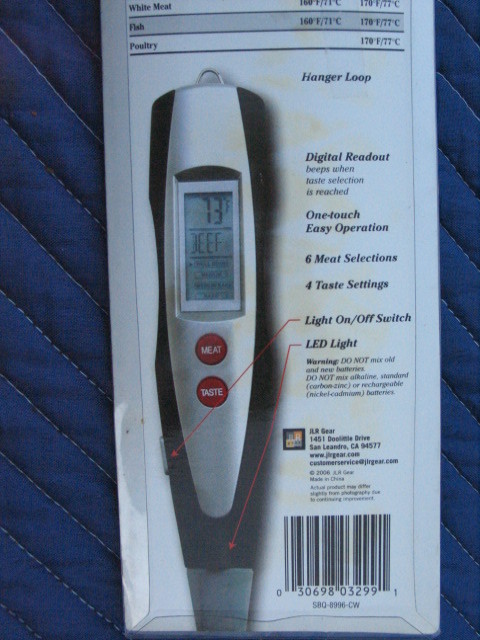 White Meat 160°F/71°C 170°F/77°C
Fish 160°F/71°C 170°F/77°C
Poultry 170°F/77°C
Hanger Loop
Digital Readout
beeps when
taste selection
is reached
One-touch
Easy Operation
6 Meat Selections
4 Taste Settings
Light On/Off Switch
LED Light
73°F
BEEF
MEAT
TASTE
Warning: DO NOT mix old
and new batteries.
DO NOT mix alkaline, standard
(carbon-zinc) or rechargeable
(nickel-cadmium) batteries.
JLR Gear
1451 Doolittle Drive
San Leandro, CA 94577
www.jlrgear.com
customerservice@jlrgear.com
© 2006 JLR Gear
Made in China
Actual product may differ
slightly from photography due
to continuing improvement.
0 30698 03299 1
SBQ-8996-CW